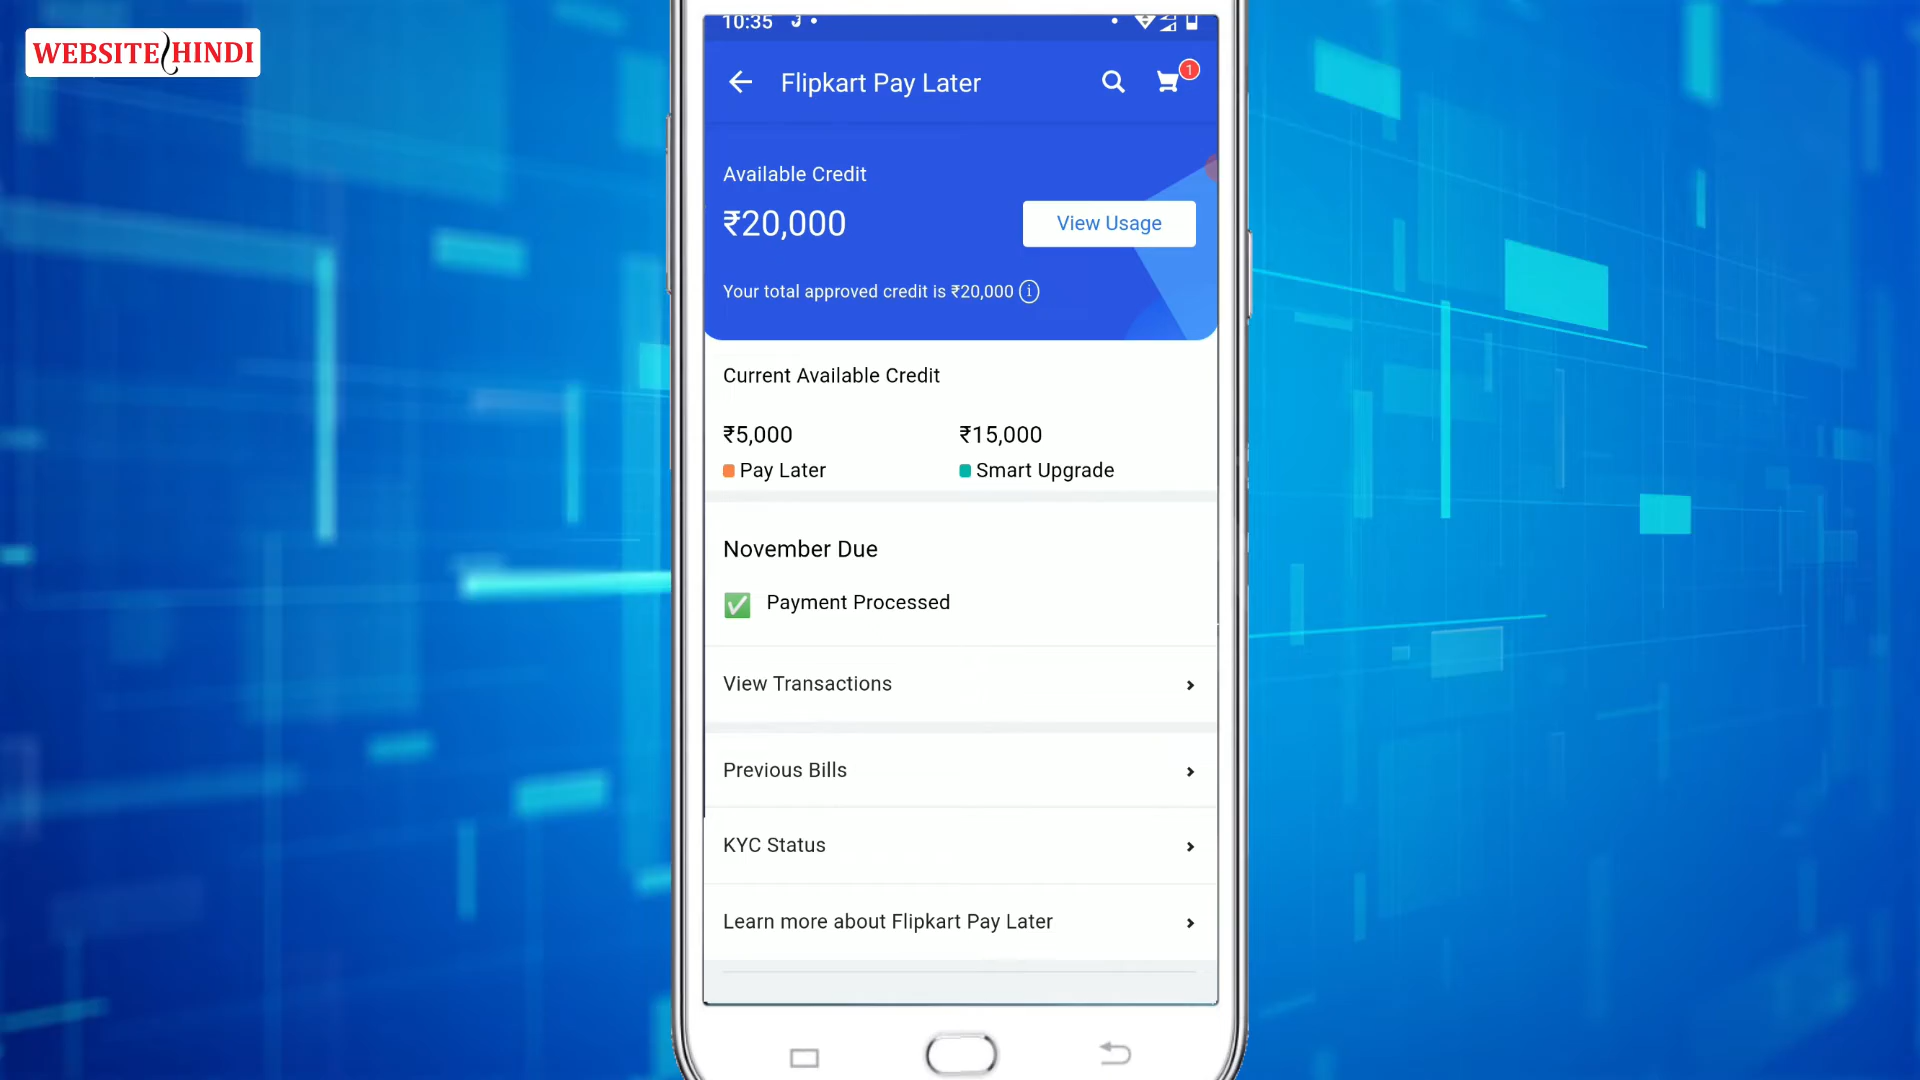 WEBSITE HINDI
10:35
Flipkart Pay Later
1
Available Credit
₹20,000
View Usage
Your total approved credit is ₹20,000
Current Available Credit
₹5,000 ₹15,000
Pay Later Smart Upgrade
November Due
Payment Processed
View Transactions
Previous Bills
KYC Status
Learn more about Flipkart Pay Later